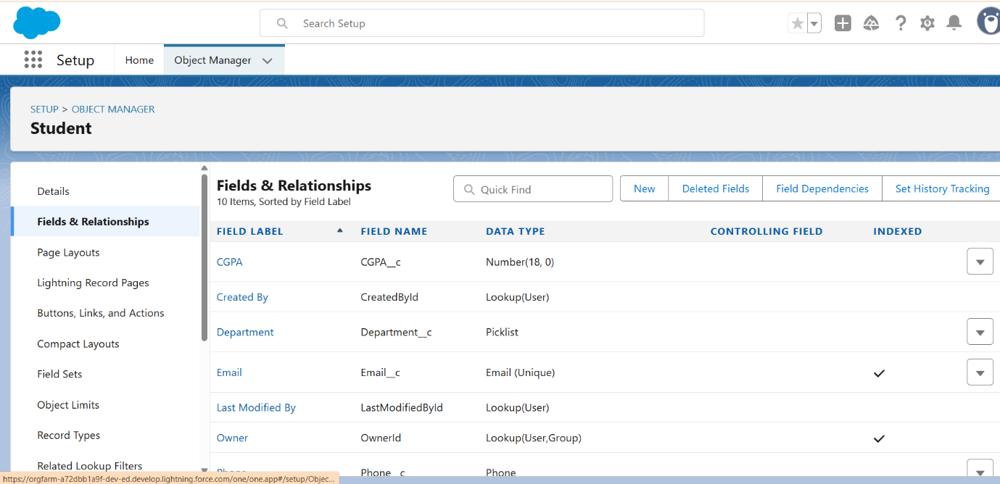 Search Setup
Setup
Home
Object Manager
SETUP > OBJECT MANAGER
Student
Details
Fields & Relationships
Page Layouts
Lightning Record Pages
Buttons, Links, and Actions
Compact Layouts
Field Sets
Object Limits
Record Types
Related Lookup Filters
Fields & Relationships
10 Items, Sorted by Field Label
Quick Find
New
Deleted Fields
Field Dependencies
Set History Tracking
FIELD LABEL FIELD NAME DATA TYPE CONTROLLING FIELD INDEXED
CGPA CGPA__c Number(18, 0)
Created By CreatedById Lookup(User)
Department Department__c Picklist
Email Email__c Email (Unique)
Last Modified By LastModifiedById Lookup(User)
Owner OwnerId Lookup(User,Group)
Phone Phone__c Phone
https://orgfarm-a72dbb1a9f-dev-ed.develop.lightning.force.com/one/one.app#/setup/Objec...